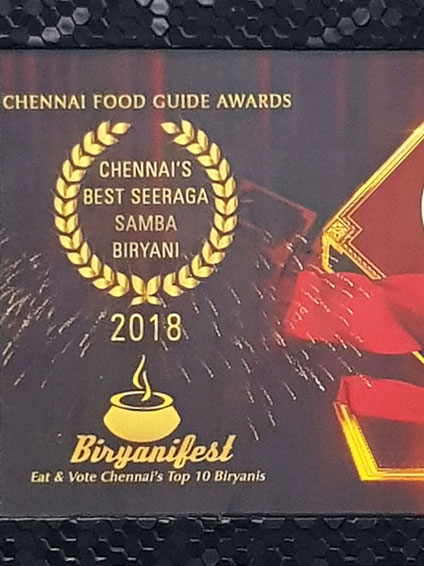 CHENNAI FOOD GUIDE AWARDS
CHENNAI'S
BEST SEERAGA
SAMBA
BIRYANI
2018
Biryanifest
Eat & Vote Chennai's Top 10 Biryanis